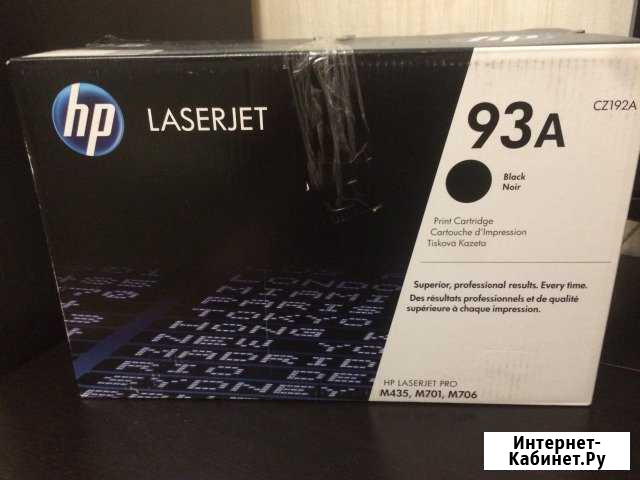 hp LASERJET
93A
CZ192A
Black
Noir
Print Cartridge
Cartouche d'Impression
Tiskova Kazeta
Superior, professional results. Every time.
Des résultats professionnels et de qualité
supérieure à chaque impression.
HP LASERJET PRO
M435, M701, M706
Интернет-
Кабинет.Ру